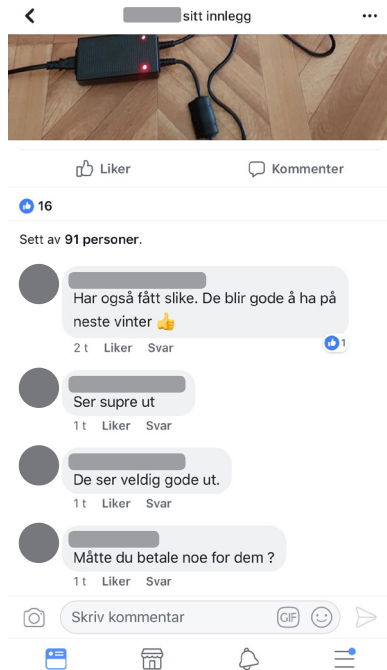 sitt innlegg
Liker
Kommenter
16
Sett av 91 personer.
Har også fått slike. De blir gode å ha på
neste vinter 👍
1
2 t Liker Svar
Ser supre ut
1 t Liker Svar
De ser veldig gode ut.
1 t Liker Svar
Måtte du betale noe for dem ?
1 t Liker Svar
Skriv kommentar
GIF